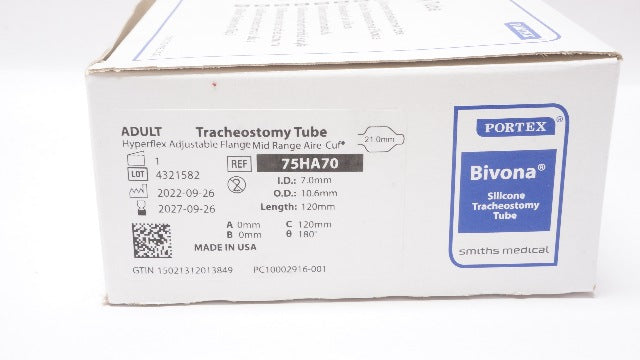 Tube
PORTEX
ADULT Tracheostomy Tube
Hyperflex Adjustable Flange Mid Range Aire-Cuf®
21.0mm
1
REF 75HA70
LOT 4321582
I.D.: 7.0mm
2022-09-26
O.D.: 10.6mm
2027-09-26
Length: 120mm
A 0mm C 120mm
B 0mm θ 180°
MADE IN USA
GTIN 15021312013849 PC10002916-001
PORTEX®
Bivona®
Silicone
Tracheostomy
Tube
smiths medical